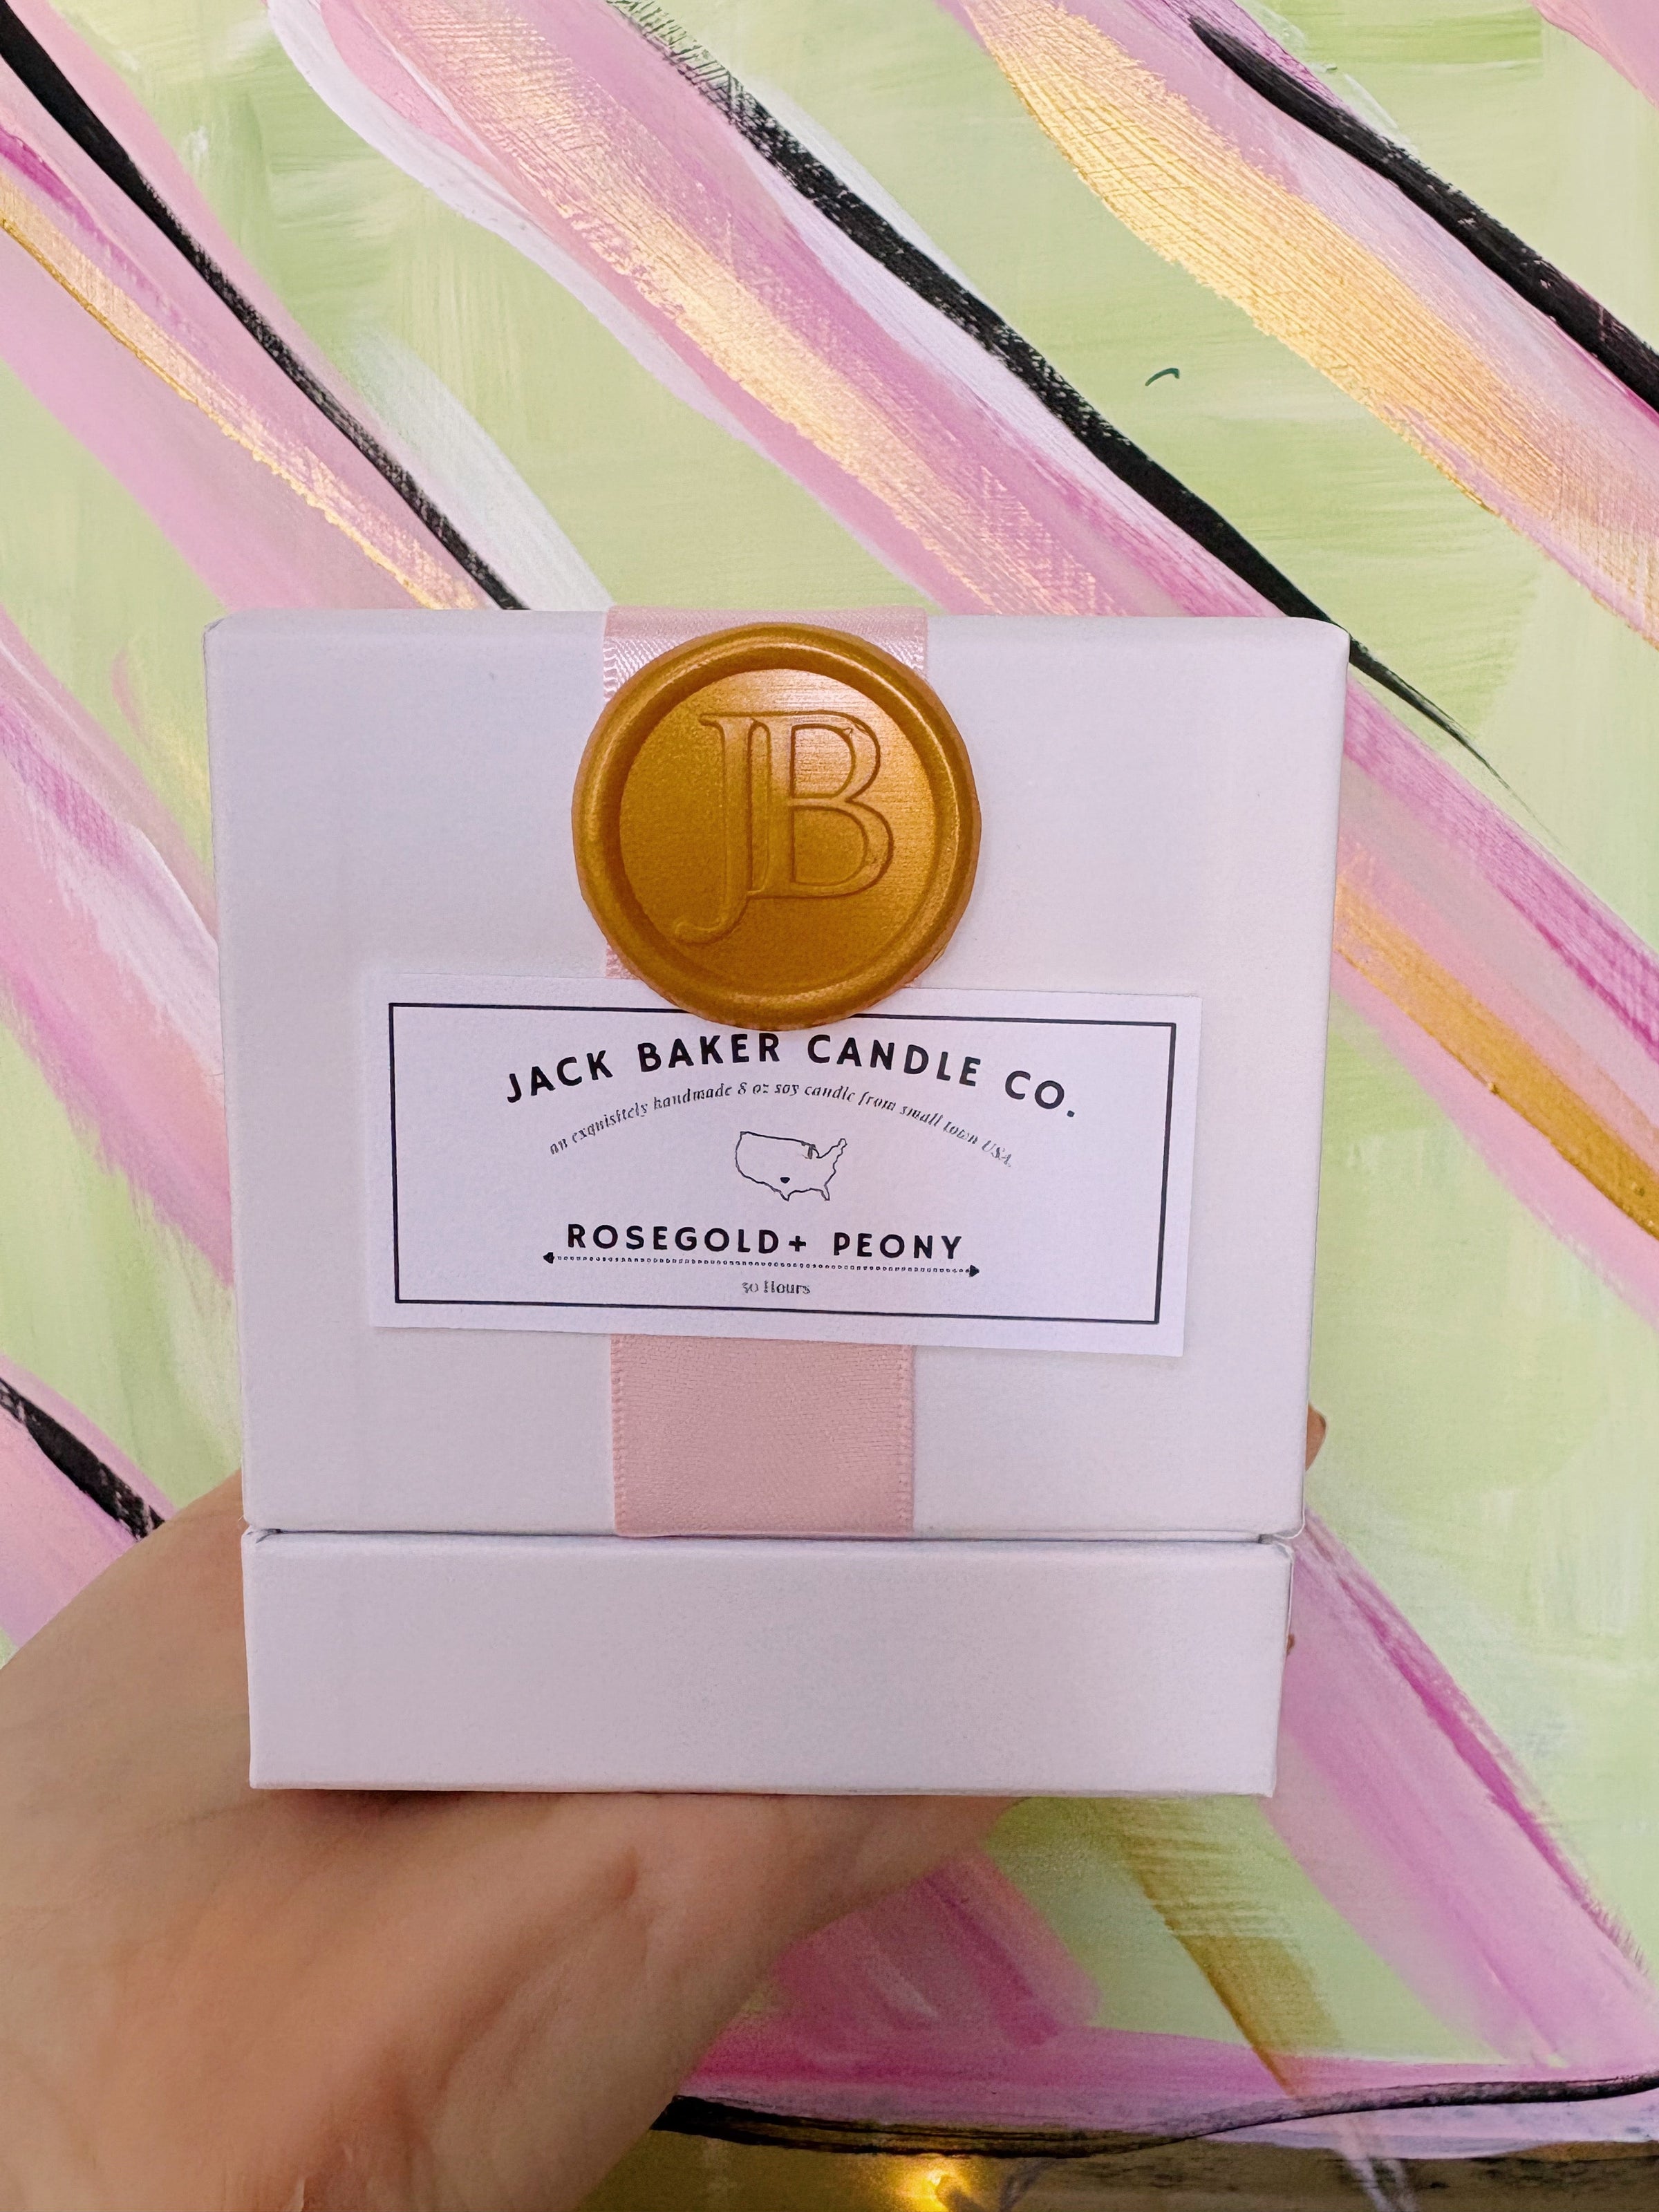 JB
JACK BAKER CANDLE CO.
an exquisitely handmade 8 oz soy candle from small town USA.
ROSEGOLD+ PEONY
50 Hours